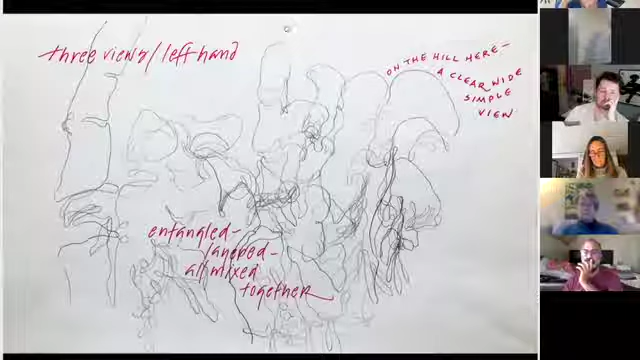 three views/left hand
ON THE HILL HERE—
A CLEAR WIDE
SIMPLE
VIEW
entangled—
layered—
all mixed
together